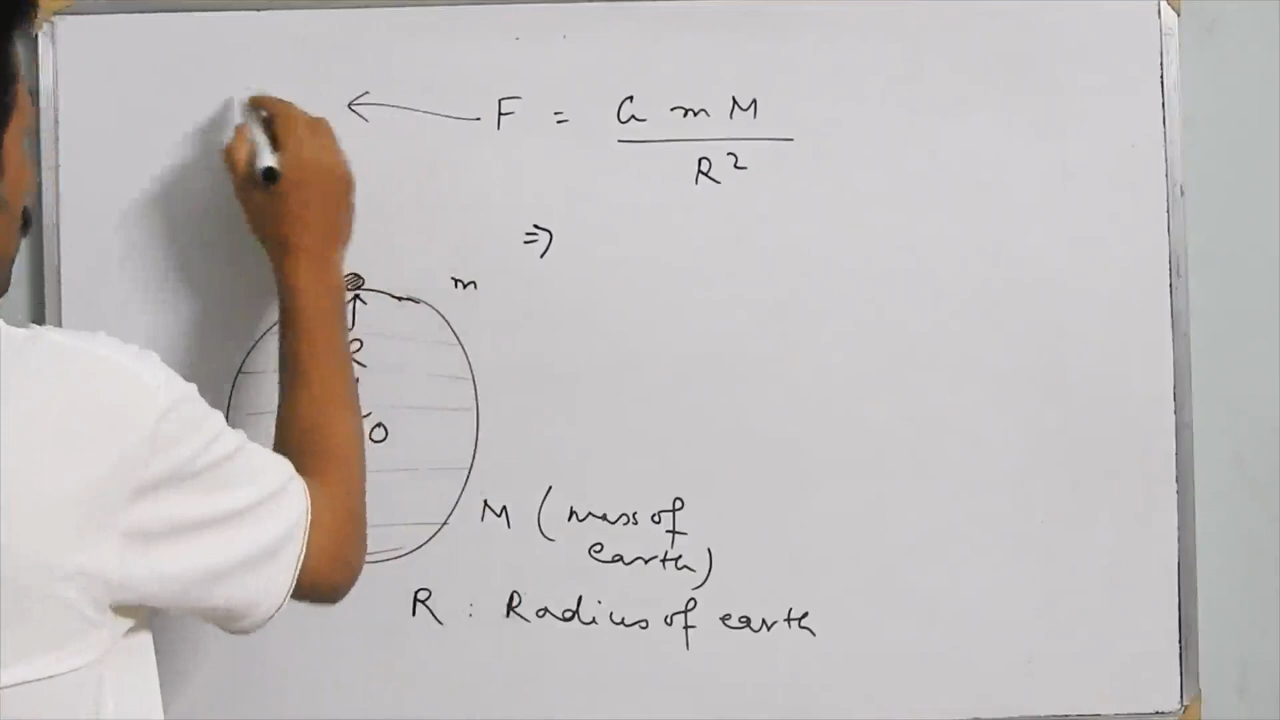 ← F = G m M
R²
⇒
m
R
O
M (mass of
earth)
R : Radius of earth